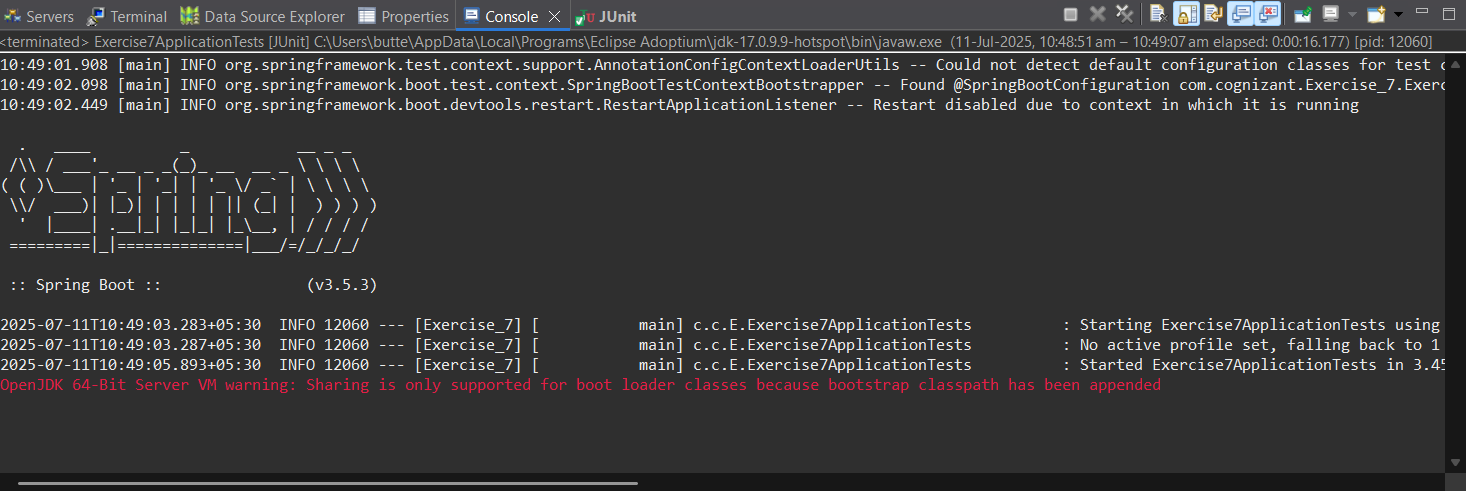 Servers Terminal Data Source Explorer Properties Console JUnit
<terminated> Exercise7ApplicationTests [JUnit] C:\Users\butte\AppData\Local\Programs\Eclipse Adoptium\jdk-17.0.9.9-hotspot\bin\javaw.exe (11-Jul-2025, 10:48:51 am – 10:49:07 am elapsed: 0:00:16.177) [pid: 12060]
10:49:01.908 [main] INFO org.springframework.test.context.support.AnnotationConfigContextLoaderUtils -- Could not detect default configuration classes for test c
10:49:02.098 [main] INFO org.springframework.boot.test.context.SpringBootTestContextBootstrapper -- Found @SpringBootConfiguration com.cognizant.Exercise_7.Exerc
10:49:02.449 [main] INFO org.springframework.boot.devtools.restart.RestartApplicationListener -- Restart disabled due to context in which it is running
  .   ____          _            __ _ _
 /\\ / ___'_ __ _ _(_)_ __  __ _ \ \ \ \
( ( )\___ | '_ | '_| | '_ \/ _` | \ \ \ \
 \\/  ___)| |_)| | | | | || (_| |  ) ) ) )
  '  |____| .__|_| |_|_| |_\__, | / / / /
 =========|_|==============|___/=/_/_/_/
 :: Spring Boot ::                (v3.5.3)
2025-07-11T10:49:03.283+05:30  INFO 12060 --- [Exercise_7] [           main] c.c.E.Exercise7ApplicationTests          : Starting Exercise7ApplicationTests using
2025-07-11T10:49:03.287+05:30  INFO 12060 --- [Exercise_7] [           main] c.c.E.Exercise7ApplicationTests          : No active profile set, falling back to 1
2025-07-11T10:49:05.893+05:30  INFO 12060 --- [Exercise_7] [           main] c.c.E.Exercise7ApplicationTests          : Started Exercise7ApplicationTests in 3.45
OpenJDK 64-Bit Server VM warning: Sharing is only supported for boot loader classes because bootstrap classpath has been appended